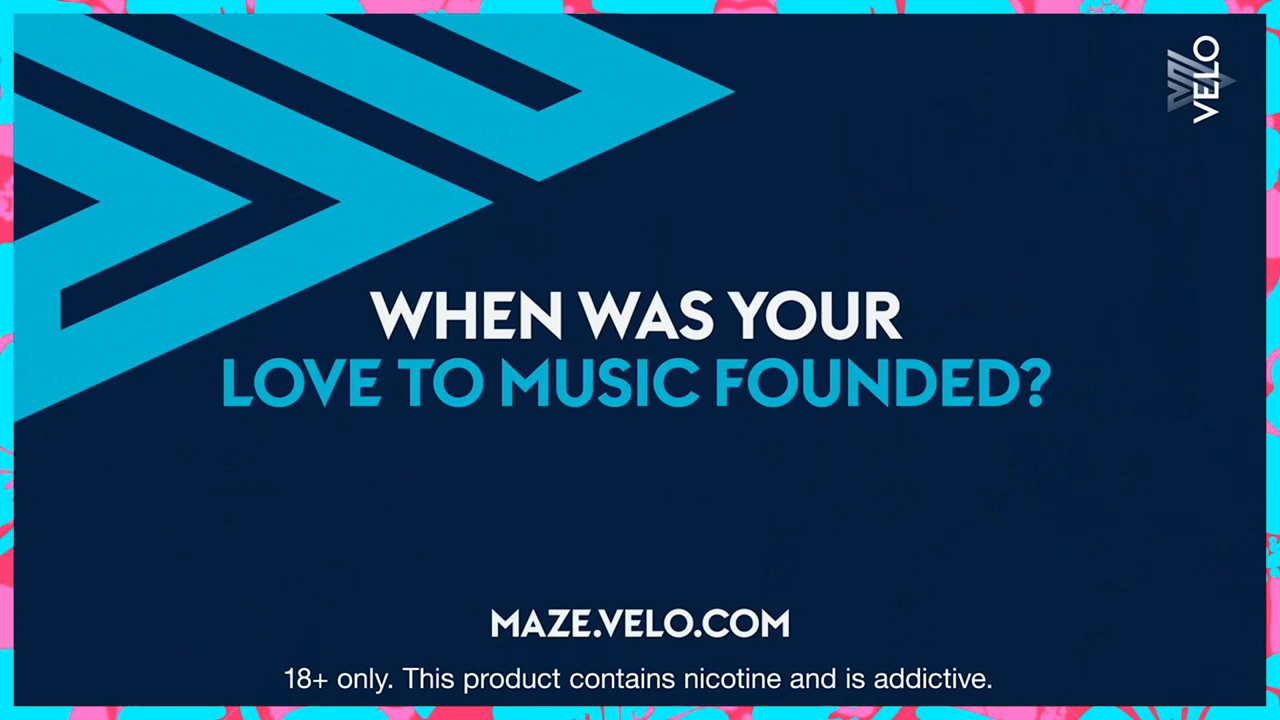 VELO
WHEN WAS YOUR
LOVE TO MUSIC FOUNDED?
MAZE.VELO.COM
18+ only. This product contains nicotine and is addictive.